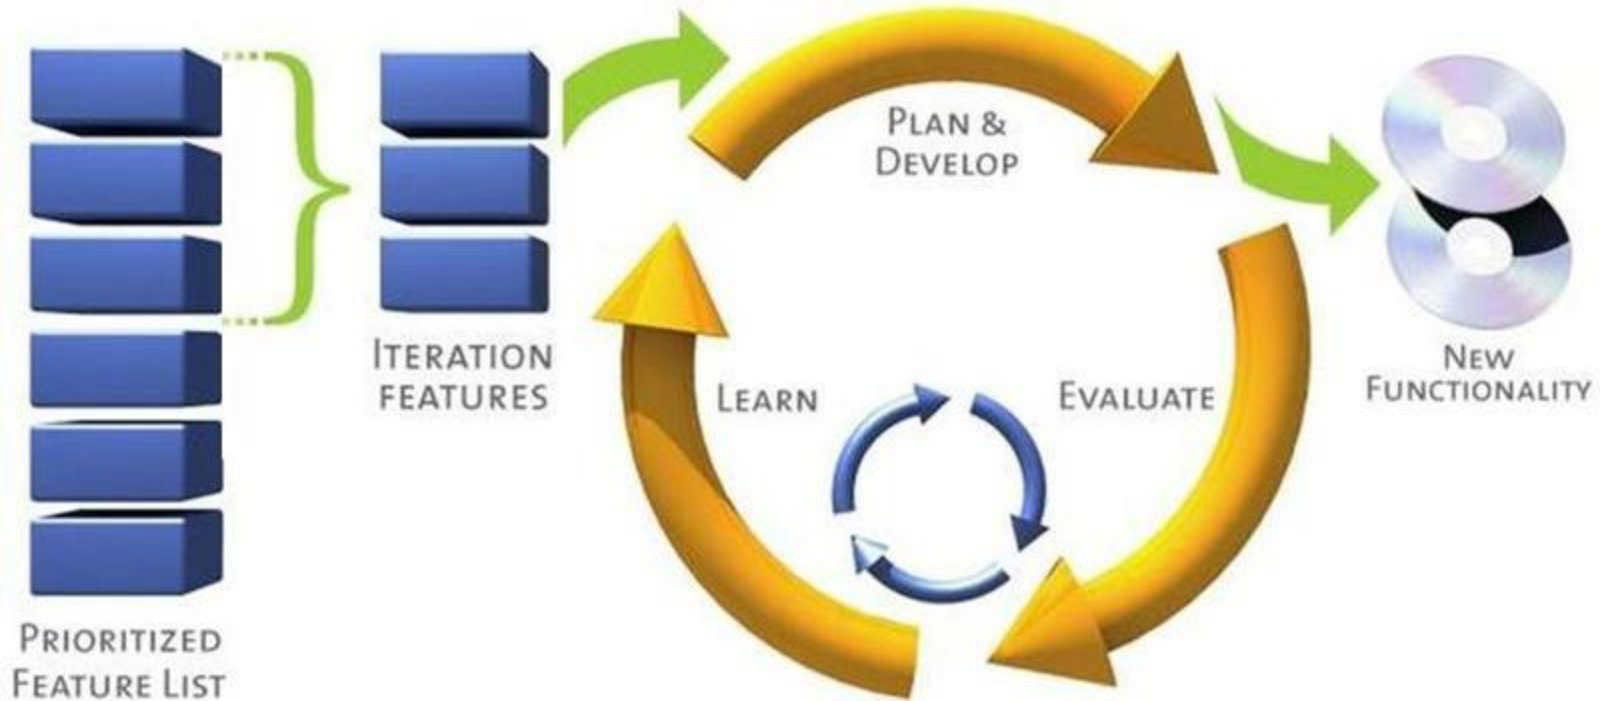 PLAN &
DEVELOP
ITERATION
FEATURES
LEARN
EVALUATE
NEW
FUNCTIONALITY
PRIORITIZED
FEATURE LIST